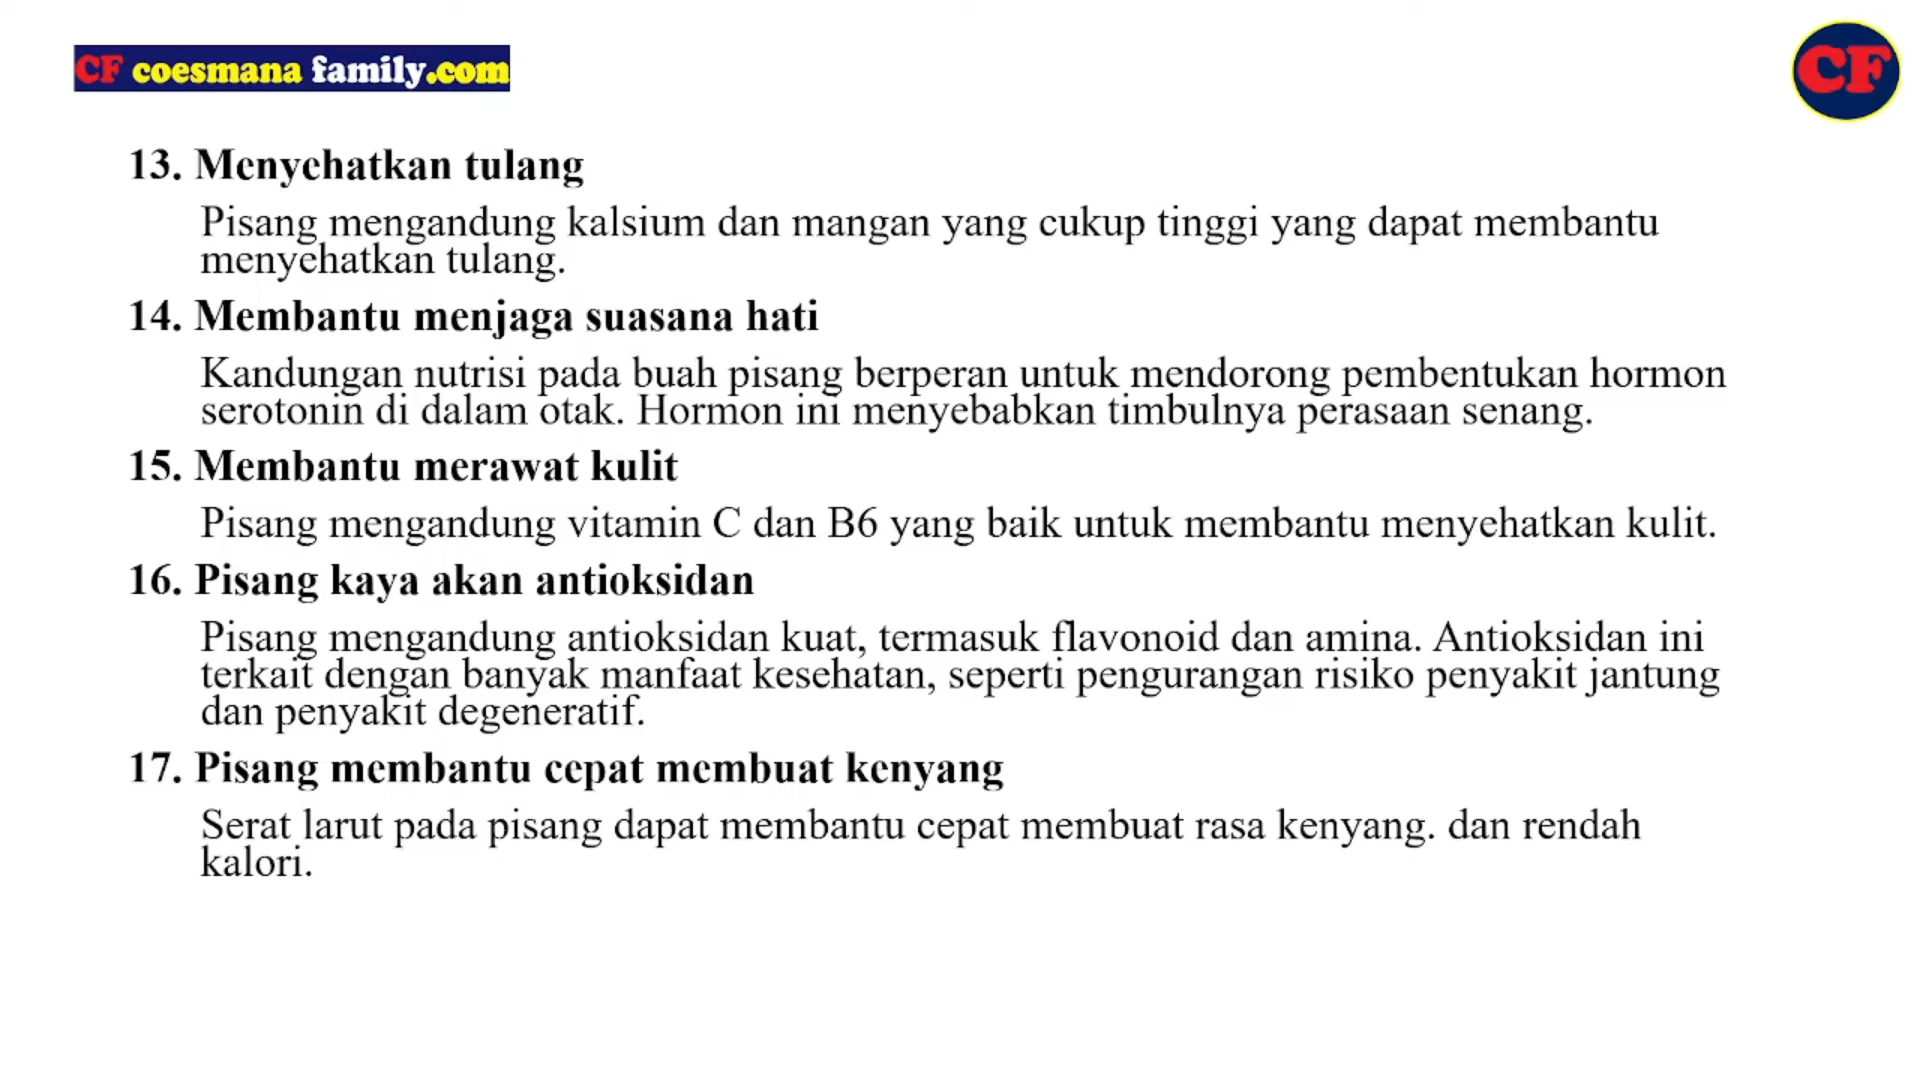 CF coesmana family.com
CF
13. Menyehatkan tulang
Pisang mengandung kalsium dan mangan yang cukup tinggi yang dapat membantu
menyehatkan tulang.
14. Membantu menjaga suasana hati
Kandungan nutrisi pada buah pisang berperan untuk mendorong pembentukan hormon
serotonin di dalam otak. Hormon ini menyebabkan timbulnya perasaan senang.
15. Membantu merawat kulit
Pisang mengandung vitamin C dan B6 yang baik untuk membantu menyehatkan kulit.
16. Pisang kaya akan antioksidan
Pisang mengandung antioksidan kuat, termasuk flavonoid dan amina. Antioksidan ini
terkait dengan banyak manfaat kesehatan, seperti pengurangan risiko penyakit jantung
dan penyakit degeneratif.
17. Pisang membantu cepat membuat kenyang
Serat larut pada pisang dapat membantu cepat membuat rasa kenyang. dan rendah
kalori.